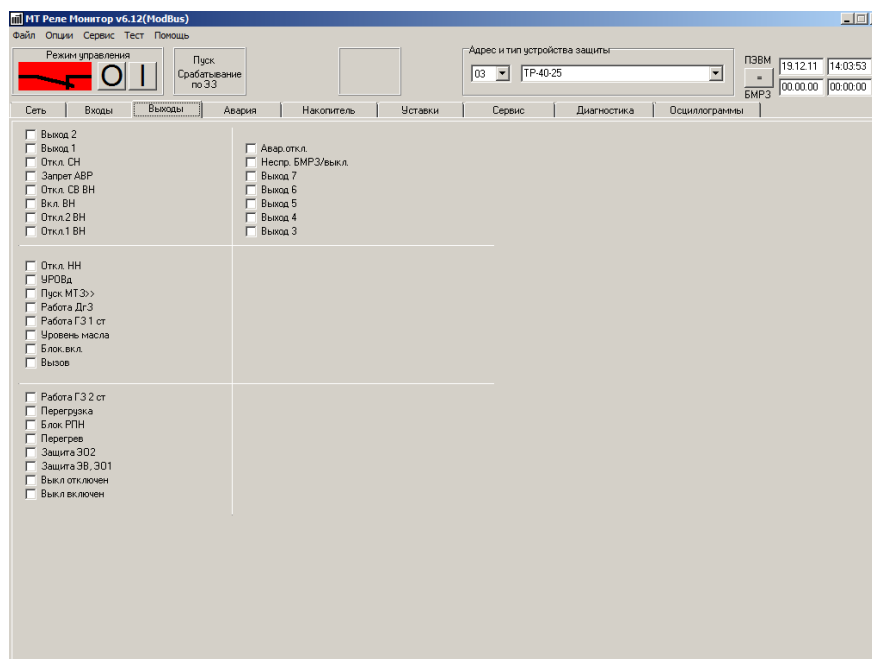 МТ Реле Монитор v6.12(ModBus)
Файл Опции Сервис Тест Помощь
Режим управления
Пуск
Срабатывание
по ЗЗ
Адрес и тип устройства защиты
03 ТР-40-25
ПЭВМ 19.12.11 14:03:53
=
БМРЗ 00.00.00 00:00:00
Сеть Входы Выходы Авария Накопитель Уставки Сервис Диагностика Осциллограммы
Выход 2
Выход 1
Откл. СН
Запрет АВР
Откл. СВ ВН
Вкл. ВН
Откл.2 ВН
Откл.1 ВН
Авар.откл.
Неспр. БМРЗ/выкл.
Выход 7
Выход 6
Выход 5
Выход 4
Выход 3
Откл. НН
УРОВд
Пуск МТЗ>>
Работа ДгЗ
Работа ГЗ 1 ст
Уровень масла
Блок.вкл.
Вызов
Работа ГЗ 2 ст
Перегрузка
Блок РПН
Перегрев
Защита ЭО2
Защита ЭВ, ЭО1
Выкл отключен
Выкл включен